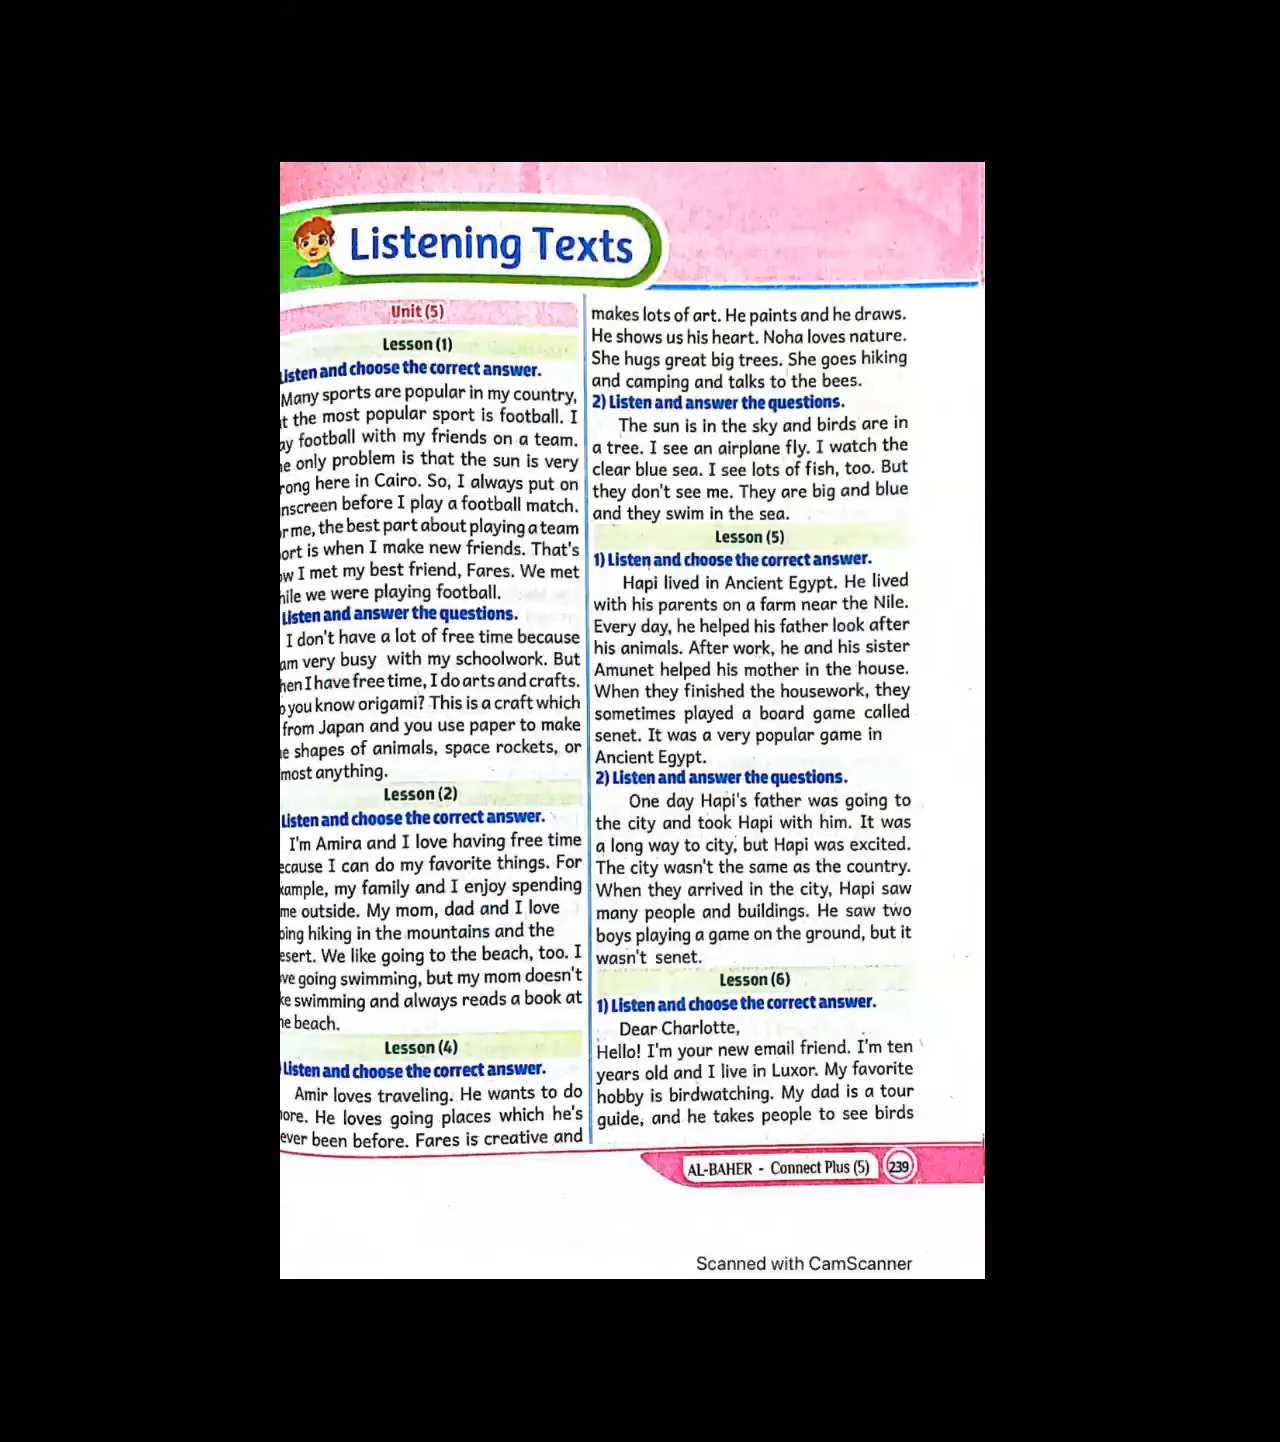 Listening Texts
Unit (5)
Lesson (1)
Listen and choose the correct answer.
Many sports are popular in my country,
t the most popular sport is football. I
ay football with my friends on a team.
e only problem is that the sun is very
rong here in Cairo. So, I always put on
nscreen before I play a football match.
r me, the best part about playing a team
ort is when I make new friends. That's
w I met my best friend, Fares. We met
hile we were playing football.
Listen and answer the questions.
I don't have a lot of free time because
am very busy with my schoolwork. But
hen I have free time, I do arts and crafts.
o you know origami? This is a craft which
from Japan and you use paper to make
e shapes of animals, space rockets, or
most anything.
Lesson (2)
Listen and choose the correct answer.
I'm Amira and I love having free time
ecause I can do my favorite things. For
xample, my family and I enjoy spending
me outside. My mom, dad and I love
oing hiking in the mountains and the
esert. We like going to the beach, too. I
ve going swimming, but my mom doesn't
ke swimming and always reads a book at
he beach.
Lesson (4)
Listen and choose the correct answer.
Amir loves traveling. He wants to do
ore. He loves going places which he's
ever been before. Fares is creative and
makes lots of art. He paints and he draws.
He shows us his heart. Noha loves nature.
She hugs great big trees. She goes hiking
and camping and talks to the bees.
2) Listen and answer the questions.
The sun is in the sky and birds are in
a tree. I see an airplane fly. I watch the
clear blue sea. I see lots of fish, too. But
they don't see me. They are big and blue
and they swim in the sea.
Lesson (5)
1) Listen and choose the correct answer.
Hapi lived in Ancient Egypt. He lived
with his parents on a farm near the Nile.
Every day, he helped his father look after
his animals. After work, he and his sister
Amunet helped his mother in the house.
When they finished the housework, they
sometimes played a board game called
senet. It was a very popular game in
Ancient Egypt.
2) Listen and answer the questions.
One day Hapi's father was going to
the city and took Hapi with him. It was
a long way to city, but Hapi was excited.
The city wasn't the same as the country.
When they arrived in the city, Hapi saw
many people and buildings. He saw two
boys playing a game on the ground, but it
wasn't senet.
Lesson (6)
1) Listen and choose the correct answer.
Dear Charlotte,
Hello! I'm your new email friend. I'm ten
years old and I live in Luxor. My favorite
hobby is birdwatching. My dad is a tour
guide, and he takes people to see birds
AL-BAHER - Connect Plus (5) 239
Scanned with CamScanner